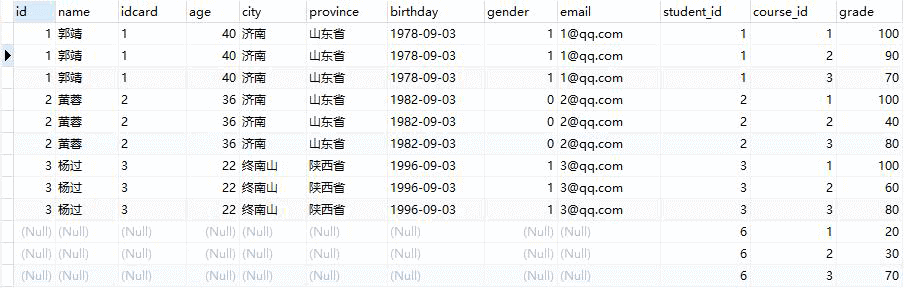 id name idcard age city province birthday gender email student_id course_id grade
1 郭靖 1 40 济南 山东省 1978-09-03 1 1@qq.com 1 1 100
1 郭靖 1 40 济南 山东省 1978-09-03 1 1@qq.com 1 2 90
1 郭靖 1 40 济南 山东省 1978-09-03 1 1@qq.com 1 3 70
2 黄蓉 2 36 济南 山东省 1982-09-03 0 2@qq.com 2 1 100
2 黄蓉 2 36 济南 山东省 1982-09-03 0 2@qq.com 2 2 40
2 黄蓉 2 36 济南 山东省 1982-09-03 0 2@qq.com 2 3 80
3 杨过 3 22 终南山 陕西省 1996-09-03 1 3@qq.com 3 1 100
3 杨过 3 22 终南山 陕西省 1996-09-03 1 3@qq.com 3 2 60
3 杨过 3 22 终南山 陕西省 1996-09-03 1 3@qq.com 3 3 80
(Null) (Null) (Null) (Null) (Null) (Null) (Null) (Null) (Null) 6 1 20
(Null) (Null) (Null) (Null) (Null) (Null) (Null) (Null) (Null) 6 2 30
(Null) (Null) (Null) (Null) (Null) (Null) (Null) (Null) (Null) 6 3 70